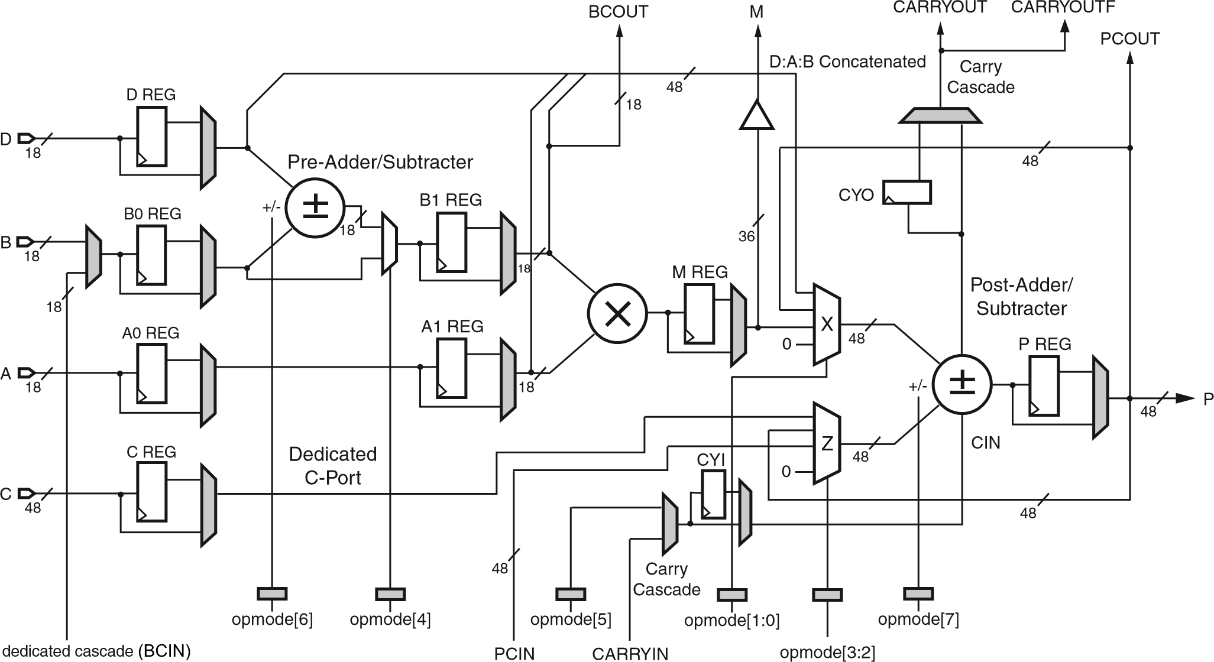 BCOUT
M
CARRYOUT
CARRYOUTF
PCOUT
D:A:B Concatenated
Carry
Cascade
48
18
D REG
D
18
Pre-Adder/Subtracter
48
CYO
B0 REG
+/-
±
18
B1 REG
B
18
18
18
36
M REG
Post-Adder/
Subtracter
A0 REG
A1 REG
×
X
0
48
P REG
A
18
18
+/-
±
48
P
C REG
Dedicated
C-Port
Z
0
48
CIN
CYI
C
48
48
48
Carry
Cascade
opmode[6]
opmode[4]
opmode[5]
opmode[1:0]
opmode[7]
dedicated cascade (BCIN)
PCIN
CARRYIN
opmode[3:2]